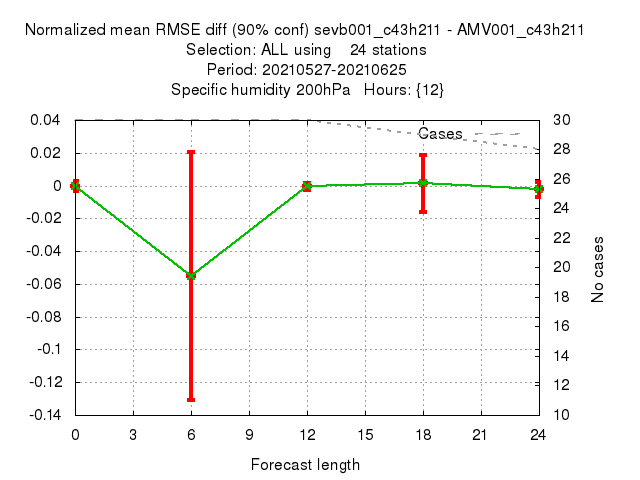 Normalized mean RMSE diff (90% conf) sevb001_c43h211 - AMV001_c43h211
Selection: ALL using    24 stations
Period: 20210527-20210625
Specific humidity 200hPa   Hours: {12}
Cases
0.04
0.02
0
-0.02
-0.04
-0.06
-0.08
-0.1
-0.12
-0.14
30
28
26
24
22
20
18
16
14
12
10
No cases
0 3 6 9 12 15 18 21 24
Forecast length